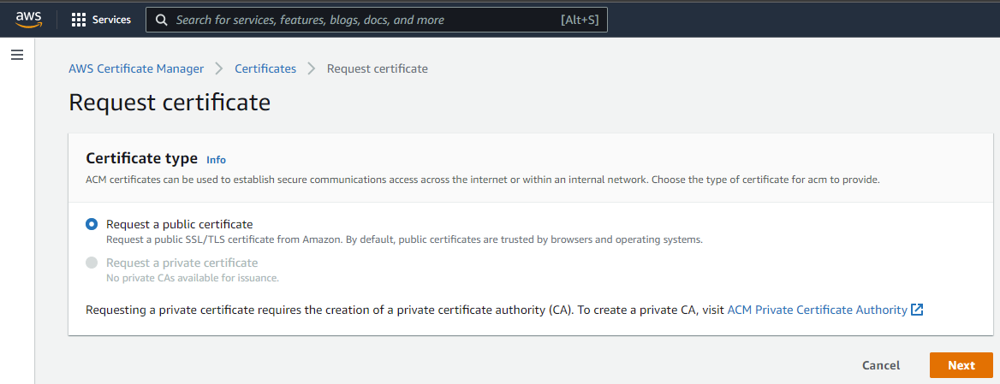 aws
Services
Search for services, features, blogs, docs, and more
[Alt+S]
AWS Certificate Manager
Certificates
Request certificate
Request certificate
Certificate type Info
ACM certificates can be used to establish secure communications access across the internet or within an internal network. Choose the type of certificate for acm to provide.
Request a public certificate
Request a public SSL/TLS certificate from Amazon. By default, public certificates are trusted by browsers and operating systems.
Request a private certificate
No private CAs available for issuance.
Requesting a private certificate requires the creation of a private certificate authority (CA). To create a private CA, visit ACM Private Certificate Authority
Cancel
Next